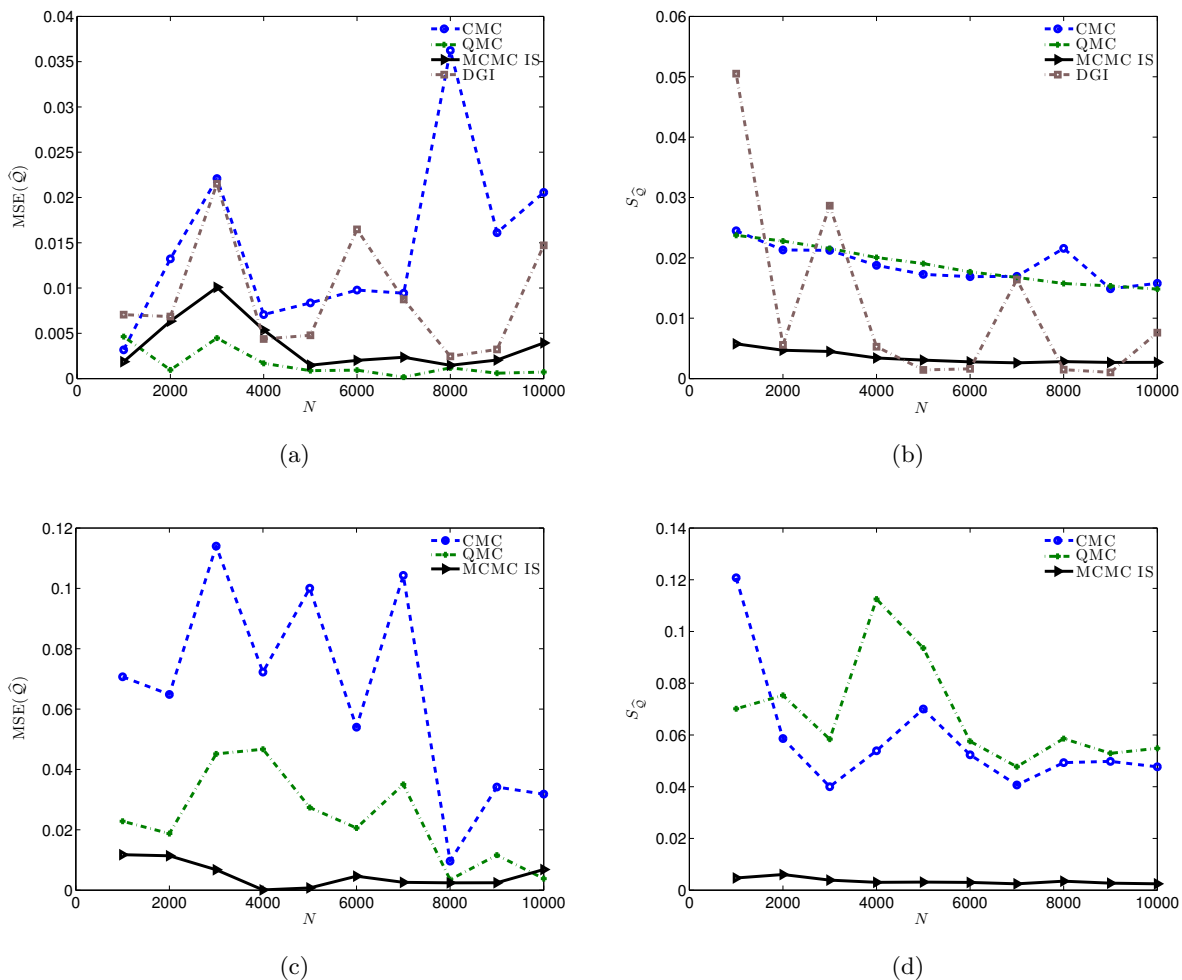 0.04
0.035
0.03
0.025
0.02
0.015
0.01
0.005
0
MSE(Q̂)
0 2000 4000 6000 8000 10000
N
CMC
QMC
MCMC IS
DGI
(a)
0.06
0.05
0.04
0.03
0.02
0.01
0
S_Q̂
0 2000 4000 6000 8000 10000
N
CMC
QMC
MCMC IS
DGI
(b)
0.12
0.1
0.08
0.06
0.04
0.02
0
MSE(Q̂)
0 2000 4000 6000 8000 10000
N
CMC
QMC
MCMC IS
(c)
0.14
0.12
0.1
0.08
0.06
0.04
0.02
0
S_Q̂
0 2000 4000 6000 8000 10000
N
CMC
QMC
MCMC IS
(d)